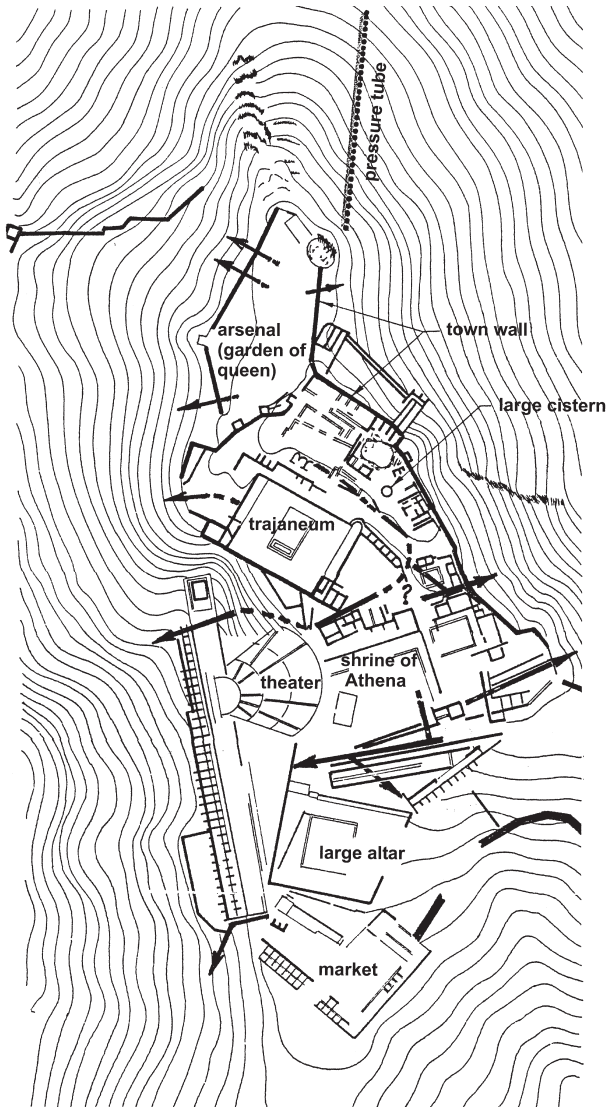 pressure tube
arsenal
(garden of
queen)
town wall
large cistern
trajaneum
?
shrine of
Athena
theater
large altar
market